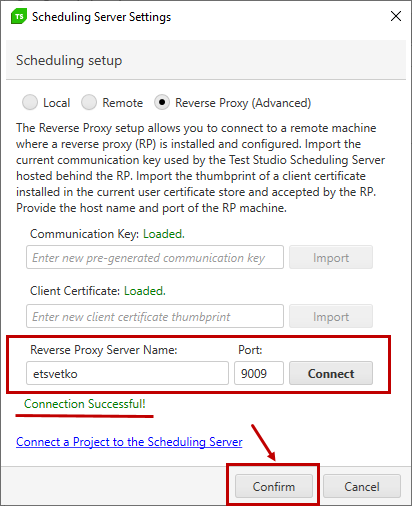 TS Scheduling Server Settings
Scheduling setup
Local Remote Reverse Proxy (Advanced)
The Reverse Proxy setup allows you to connect to a remote machine
where a reverse proxy (RP) is installed and configured. Import the
current communication key used by the Test Studio Scheduling Server
hosted behind the RP. Import the thumbprint of a client certificate
installed in the current user certificate store and accepted by the RP.
Provide the host name and port of the RP machine.
Communication Key: Loaded.
Enter new pre-generated communication key Import
Client Certificate: Loaded.
Enter new client certificate thumbprint Import
Reverse Proxy Server Name: Port:
etsvetko 9009 Connect
Connection Successful!
Connect a Project to the Scheduling Server
Confirm Cancel